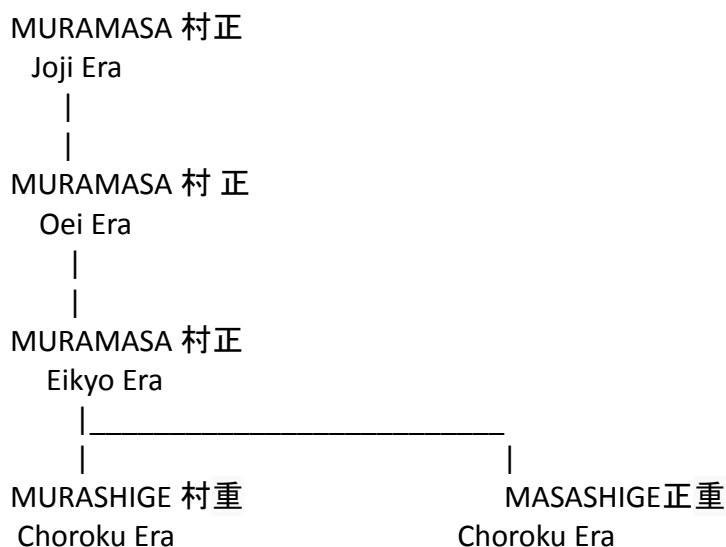 MURAMASA 村正
Joji Era
|
|
MURAMASA 村 正
Oei Era
|
|
MURAMASA 村正
Eikyo Era
|__________________________
| |
MURASHIGE 村重 MASASHIGE正重
Choroku Era Choroku Era